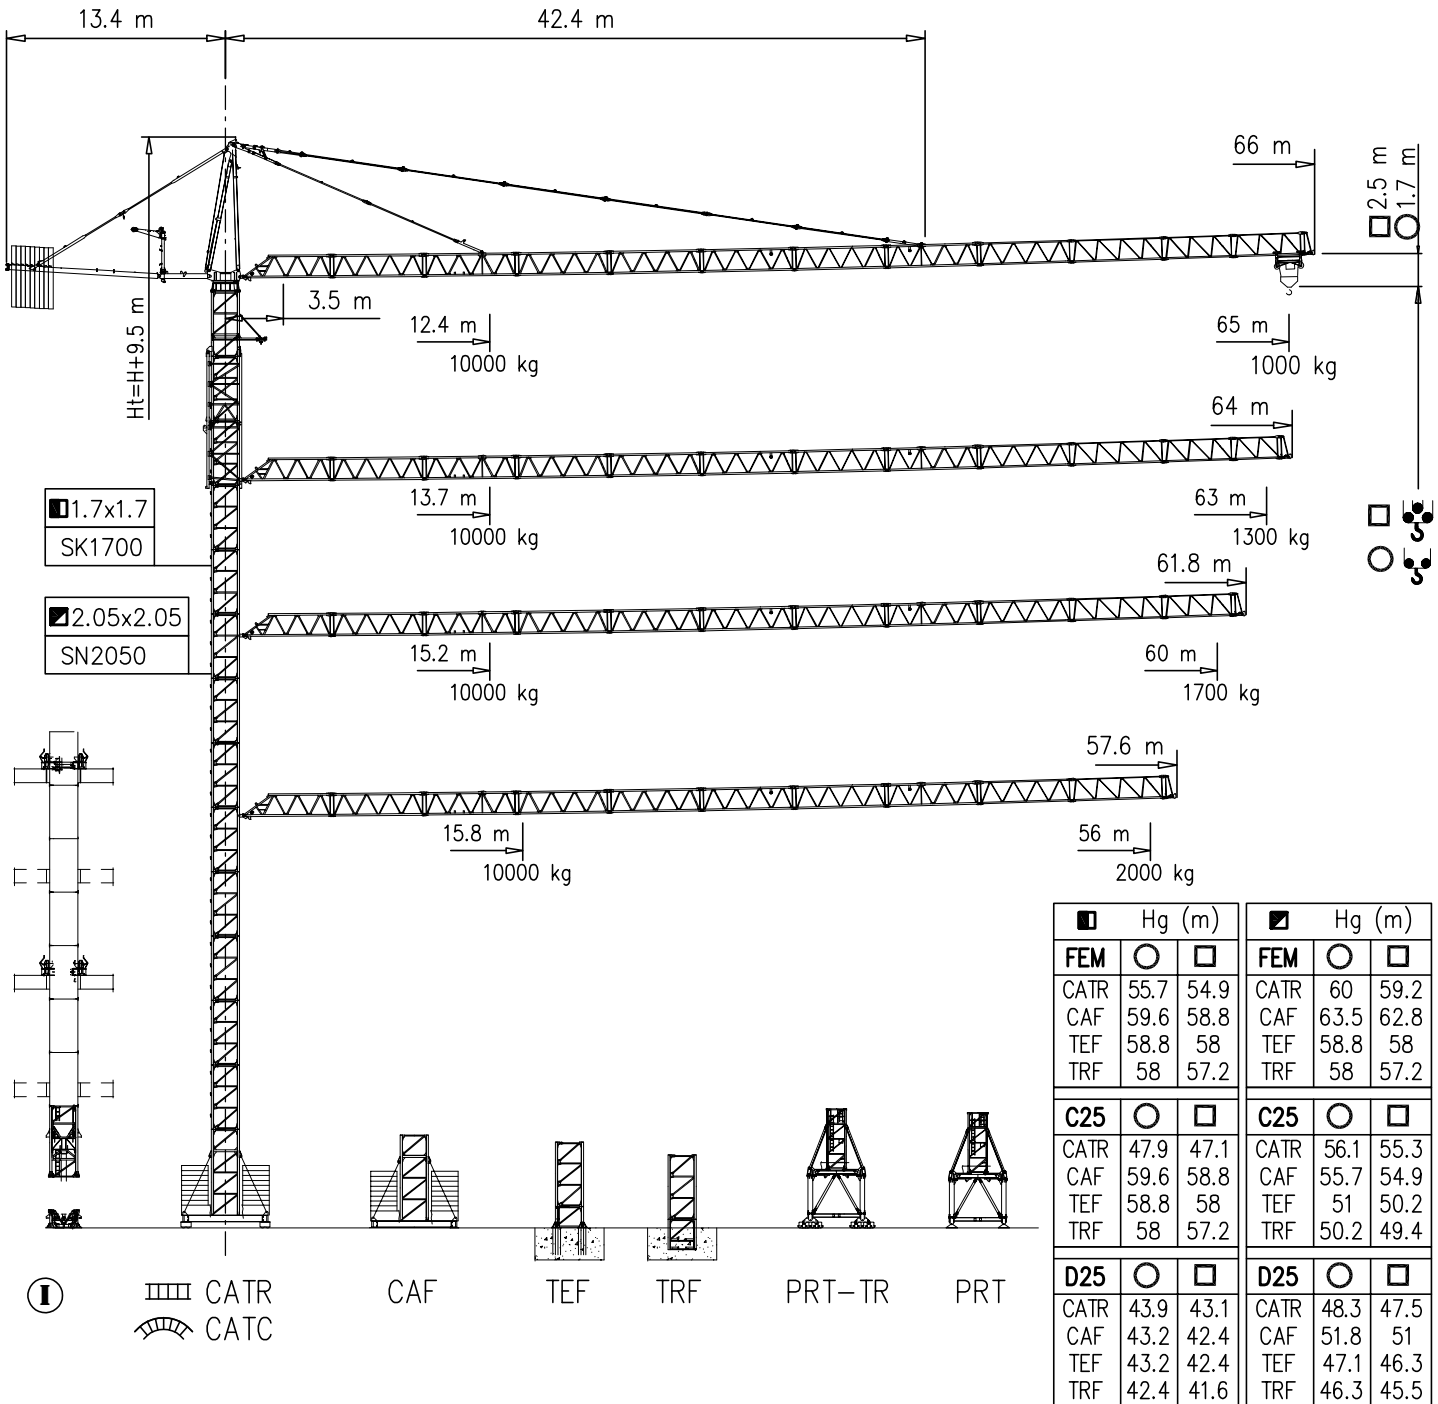 13.4 m
42.4 m
66 m
2.5 m
1.7 m
Ht=H+9.5 m
3.5 m
12.4 m
10000 kg
65 m
1000 kg
64 m
13.7 m
10000 kg
63 m
1300 kg
1.7x1.7
SK1700
61.8 m
2.05x2.05
SN2050
15.2 m
10000 kg
60 m
1700 kg
57.6 m
15.8 m
10000 kg
56 m
2000 kg
Hg (m)
FEM
CATR 55.7 54.9
CAF 59.6 58.8
TEF 58.8 58
TRF 58 57.2
C25
CATR 47.9 47.1
CAF 59.6 58.8
TEF 58.8 58
TRF 58 57.2
D25
CATR 43.9 43.1
CAF 43.2 42.4
TEF 43.2 42.4
TRF 42.4 41.6
Hg (m)
FEM
CATR 60 59.2
CAF 63.5 62.8
TEF 58.8 58
TRF 58 57.2
C25
CATR 56.1 55.3
CAF 55.7 54.9
TEF 51 50.2
TRF 50.2 49.4
D25
CATR 48.3 47.5
CAF 51.8 51
TEF 47.1 46.3
TRF 46.3 45.5
I
CATR
CATC
CAF
TEF
TRF
PRT-TR
PRT